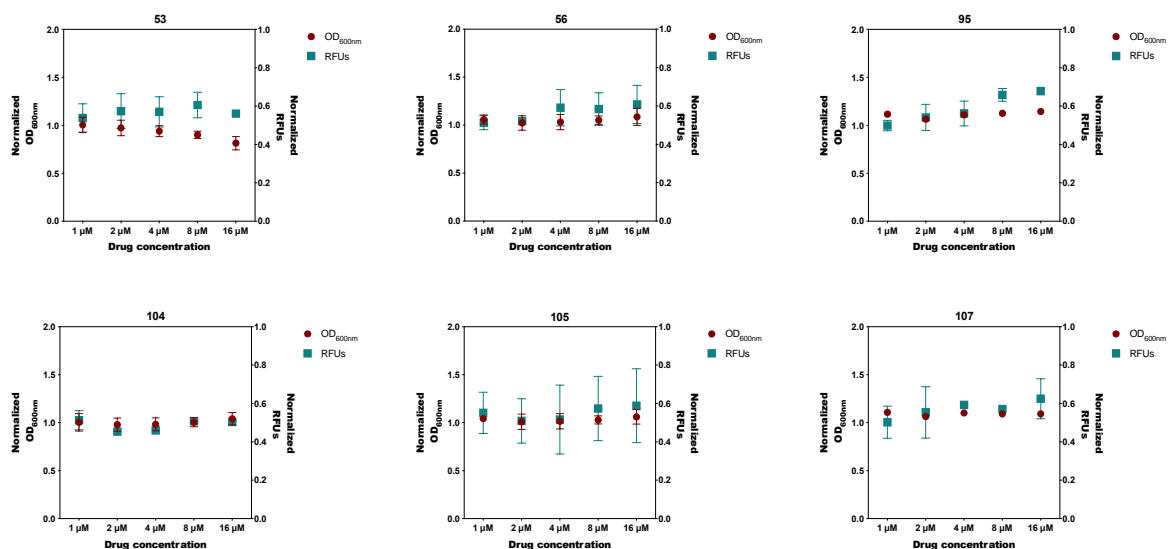 53
OD600nm
RFUs
2.0
1.5
1.0
0.5
0.0
Normalized
OD600nm
1.0
0.8
0.6
0.4
0.2
0.0
Normalized
RFUs
1 µM 2 µM 4 µM 8 µM 16 µM
Drug concentration
56
OD600nm
RFUs
2.0
1.5
1.0
0.5
0.0
Normalized
OD600nm
1.0
0.8
0.6
0.4
0.2
0.0
Normalized
RFUs
1 µM 2 µM 4 µM 8 µM 16 µM
Drug concentration
95
OD600nm
RFUs
2.0
1.5
1.0
0.5
0.0
Normalized
OD600nm
1.0
0.8
0.6
0.4
0.2
0.0
Normalized
RFUs
1 µM 2 µM 4 µM 8 µM 16 µM
Drug concentration
104
OD600nm
RFUs
2.0
1.5
1.0
0.5
0.0
Normalized
OD600nm
1.0
0.8
0.6
0.4
0.2
0.0
Normalized
RFUs
1 µM 2 µM 4 µM 8 µM 16 µM
Drug concentration
105
OD600nm
RFUs
2.0
1.5
1.0
0.5
0.0
Normalized
OD600nm
1.0
0.8
0.6
0.4
0.2
0.0
Normalized
RFUs
1 µM 2 µM 4 µM 8 µM 16 µM
Drug concentration
107
OD600nm
RFUs
2.0
1.5
1.0
0.5
0.0
Normalized
OD600nm
1.0
0.8
0.6
0.4
0.2
0.0
Normalized
RFUs
1 µM 2 µM 4 µM 8 µM 16 µM
Drug concentration